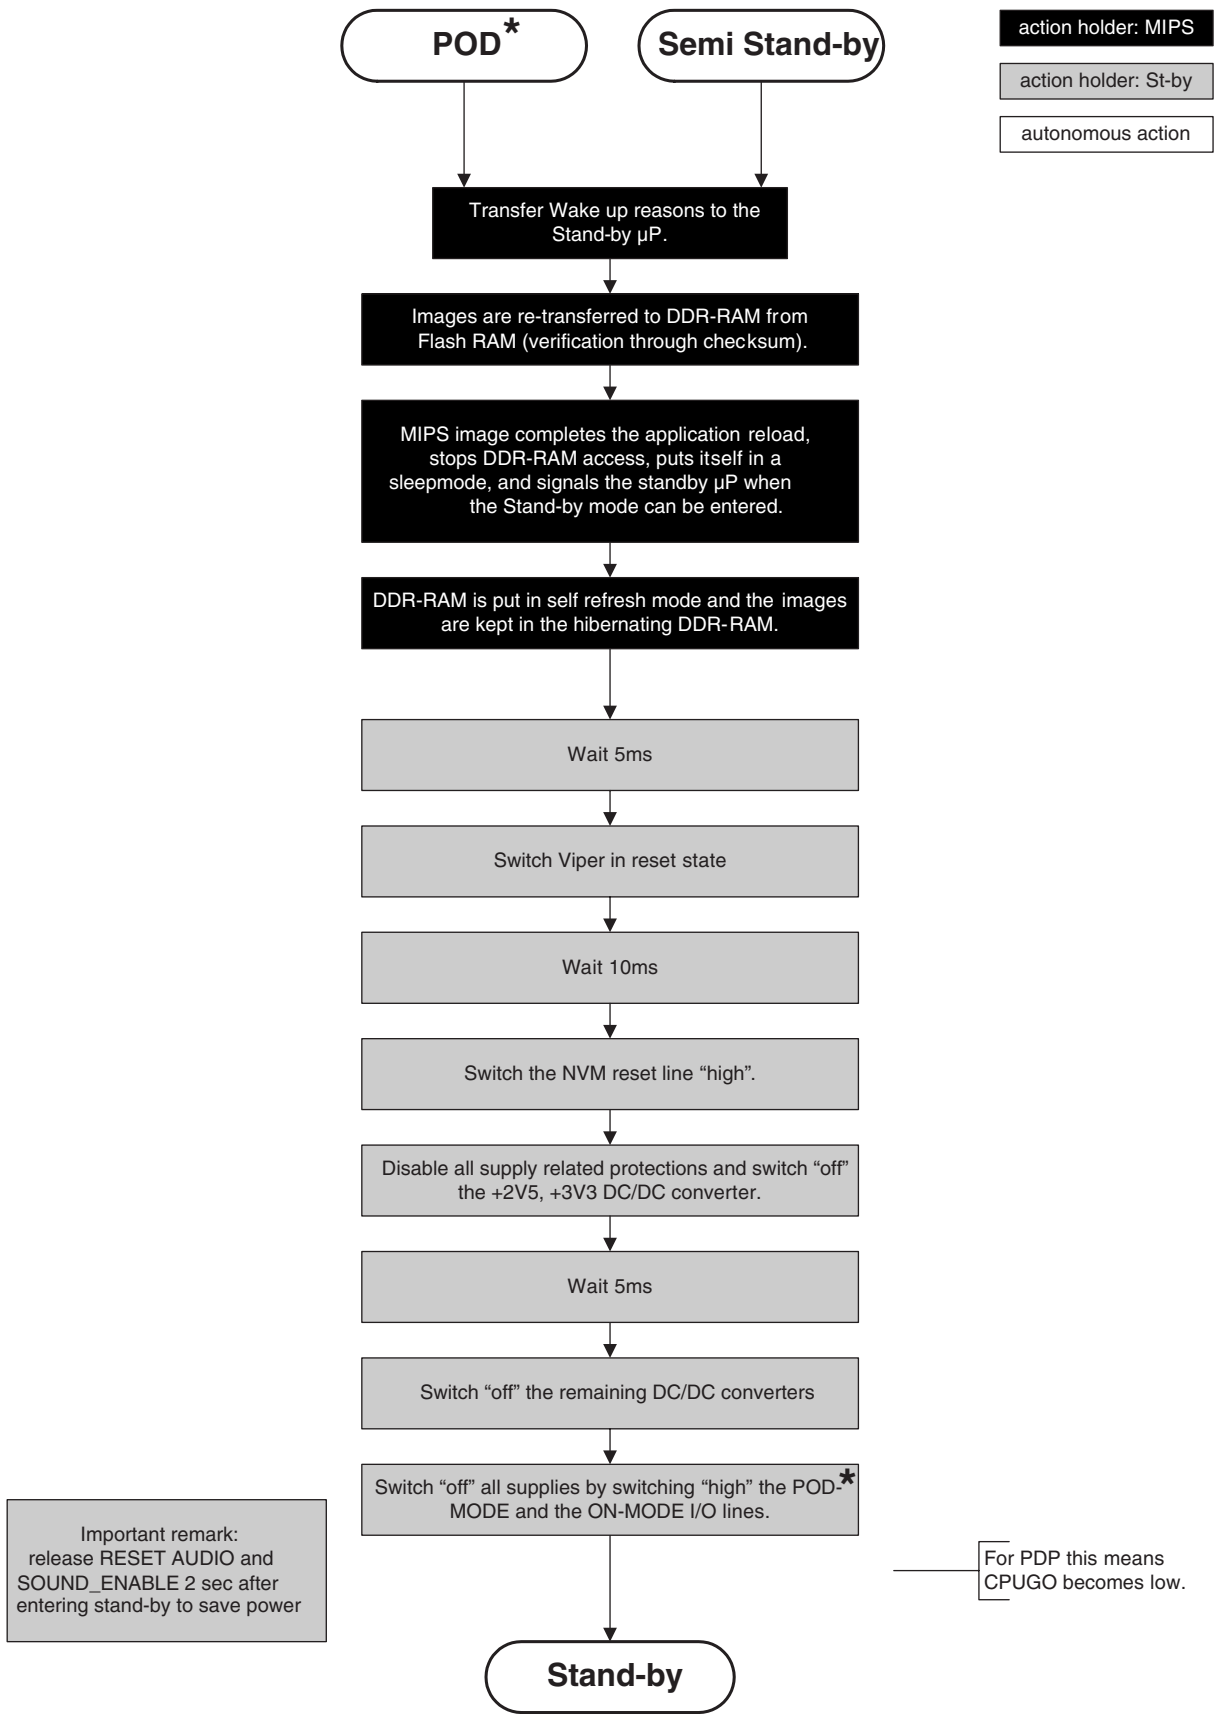 POD*
Semi Stand-by
action holder: MIPS
action holder: St-by
autonomous action
Transfer Wake up reasons to the
Stand-by µP.
Images are re-transferred to DDR-RAM from
Flash RAM (verification through checksum).
MIPS image completes the application reload,
stops DDR-RAM access, puts itself in a
sleepmode, and signals the standby µP when
the Stand-by mode can be entered.
DDR-RAM is put in self refresh mode and the images
are kept in the hibernating DDR-RAM.
Wait 5ms
Switch Viper in reset state
Wait 10ms
Switch the NVM reset line “high”.
Disable all supply related protections and switch “off”
the +2V5, +3V3 DC/DC converter.
Wait 5ms
Switch “off” the remaining DC/DC converters
Switch “off” all supplies by switching “high” the POD-*
MODE and the ON-MODE I/O lines.
Important remark:
release RESET AUDIO and
SOUND_ENABLE 2 sec after
entering stand-by to save power
For PDP this means
CPUGO becomes low.
Stand-by